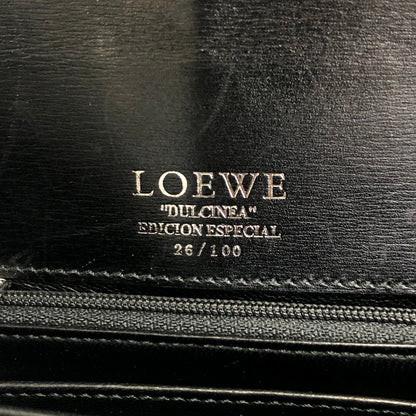 LOEWE
"DULCINEA"
EDICION ESPECIAL
26/100